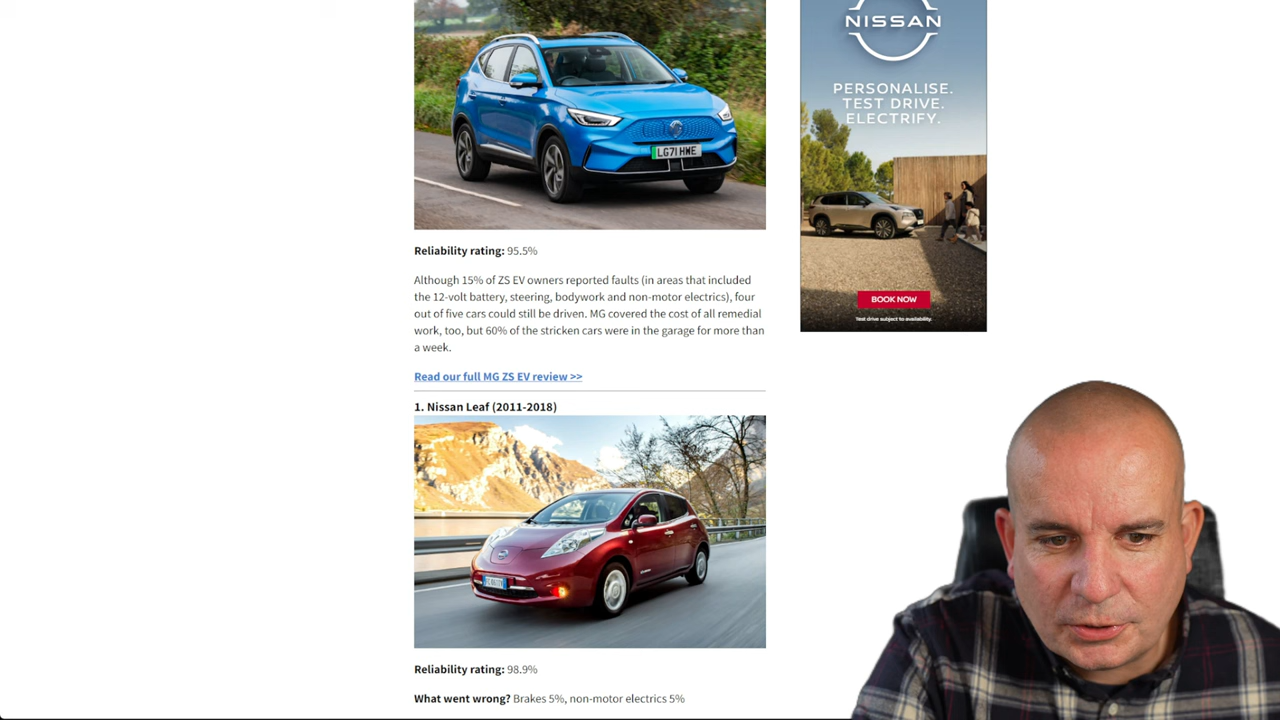 LG71 HWE
Reliability rating: 95.5%
Although 15% of ZS EV owners reported faults (in areas that included
the 12-volt battery, steering, bodywork and non-motor electrics), four
out of five cars could still be driven. MG covered the cost of all remedial
work, too, but 60% of the stricken cars were in the garage for more than
a week.
Read our full MG ZS EV review >>
1. Nissan Leaf (2011-2018)
Reliability rating: 98.9%
What went wrong? Brakes 5%, non-motor electrics 5%
NISSAN
PERSONALISE.
TEST DRIVE.
ELECTRIFY.
BOOK NOW
Test drive subject to availability.